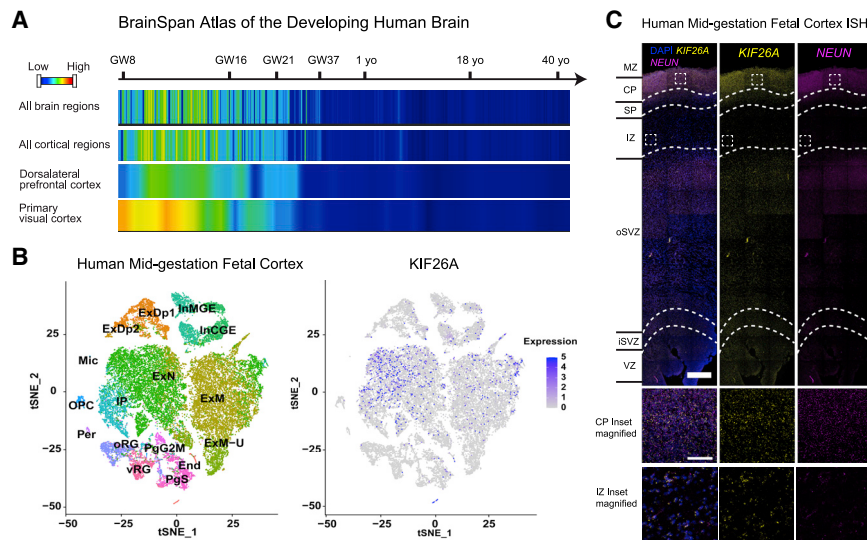 A
BrainSpan Atlas of the Developing Human Brain
Low High
GW8 GW16 GW21 GW37 1 yo 18 yo 40 yo
All brain regions
All cortical regions
Dorsalateral
prefrontal cortex
Primary
visual cortex
B
Human Mid-gestation Fetal Cortex
InMGE
ExDp1
ExDp2
InCGE
Mic
ExN
IP
ExM
OPC
Per
oRG
PgG2M
ExM-U
End
vRG
PgS
25
0
−25
−50
tSNE_2
−50 −25 0 25
tSNE_1
KIF26A
Expression
5
4
3
2
1
0
25
0
−25
−50
tSNE_2
−50 −25 0 25
tSNE_1
C
Human Mid-gestation Fetal Cortex ISH
DAPI KIF26A
NEUN
KIF26A
NEUN
MZ
CP
SP
IZ
oSVZ
iSVZ
VZ
CP Inset
magnified
IZ Inset
magnified